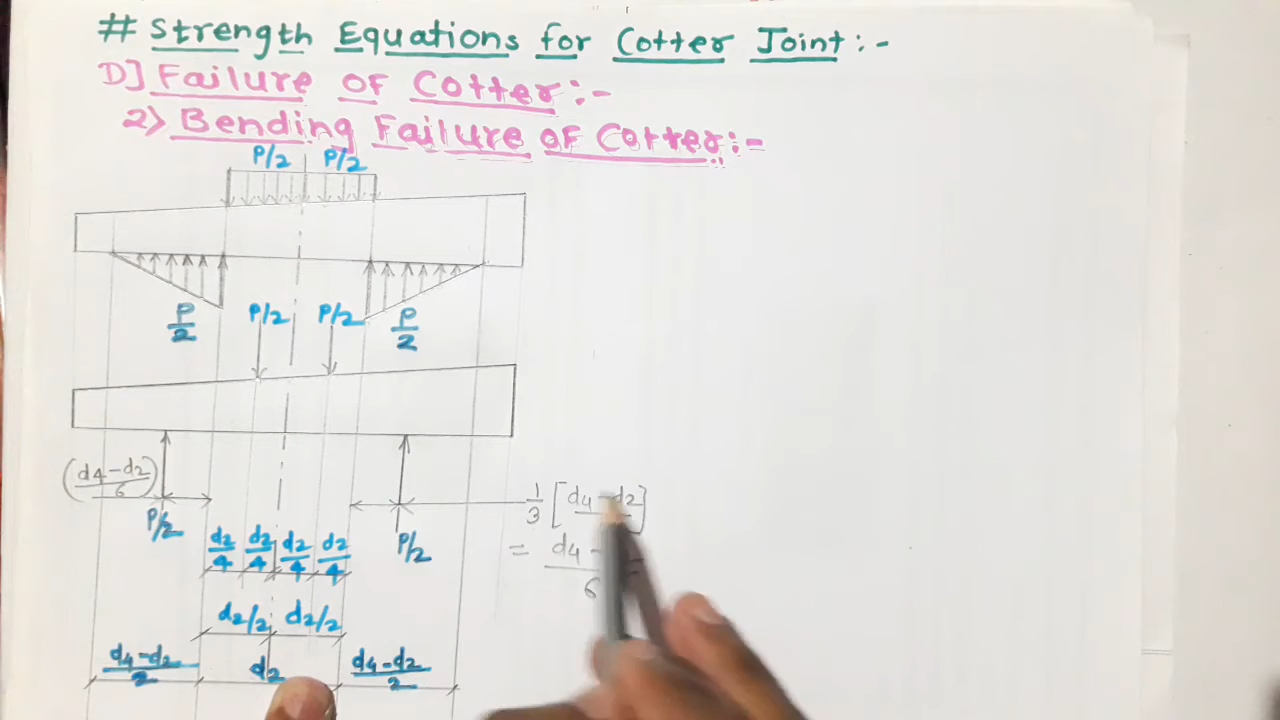 # Strength Equations for Cotter Joint:-
D] Failure of Cotter:-
2) Bending Failure of Cotter:-
P/2 P/2
P/2 P/2
P/2 P/2
(d4-d2/6)
1/3 [d4-d2
P/2 P/2
= d4-
6
d2/4 d2/4 d2/4 d2/4
d2/2 d2/2
d4-d2/2 d2 d4-d2/2